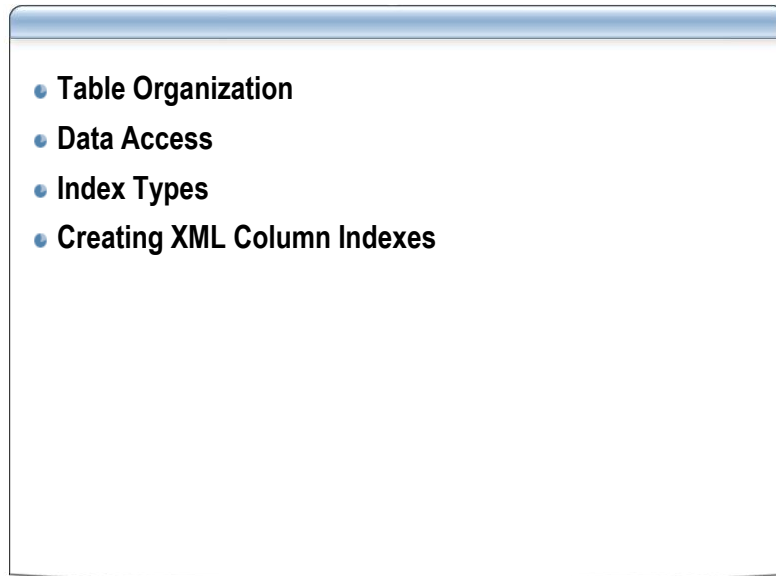 Table Organization
Data Access
Index Types
Creating XML Column Indexes